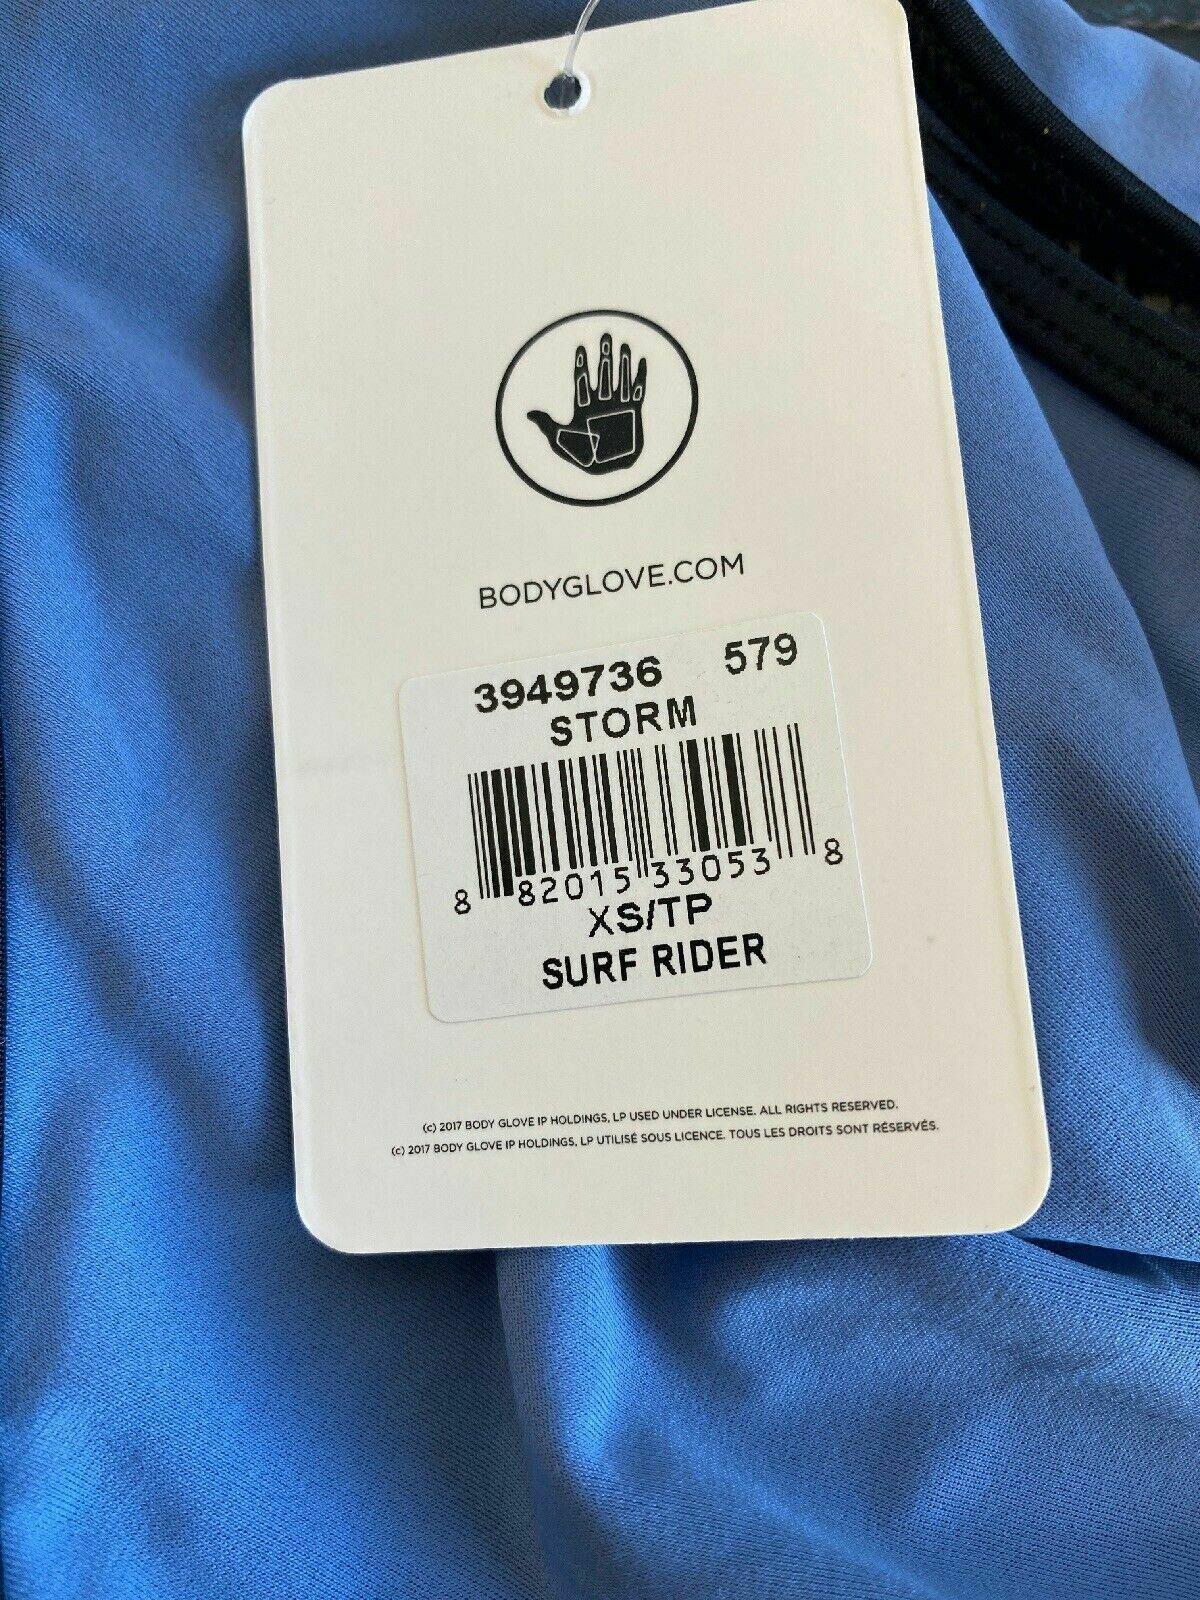 BODYGLOVE.COM
3949736 579
STORM
8 82015 33053 8
XS/TP
SURF RIDER
(c) 2017 BODY GLOVE IP HOLDINGS, LP USED UNDER LICENSE. ALL RIGHTS RESERVED.
(c) 2017 BODY GLOVE IP HOLDINGS, LP UTILISÉ SOUS LICENCE. TOUS LES DROITS SONT RÉSERVÉS.